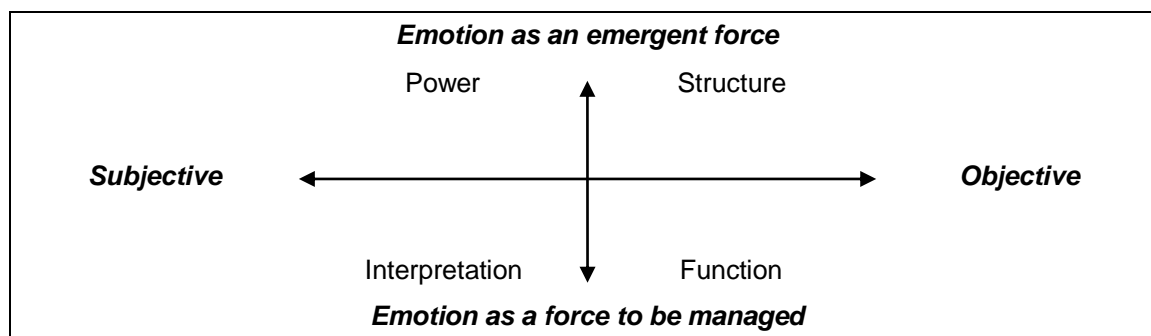 Emotion as an emergent force
Power Structure
Subjective Objective
Interpretation Function
Emotion as a force to be managed